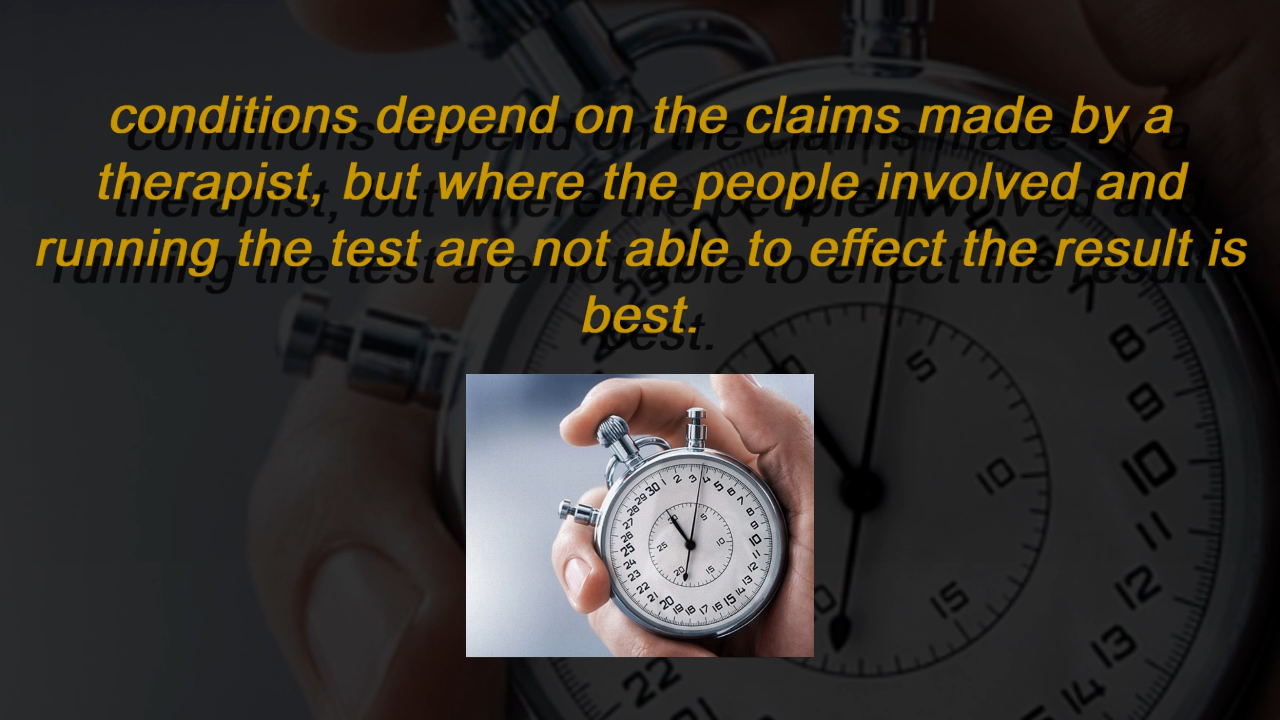 conditions depend on the claims made by a
therapist, but where the people involved and
running the test are not able to effect the result is
best.